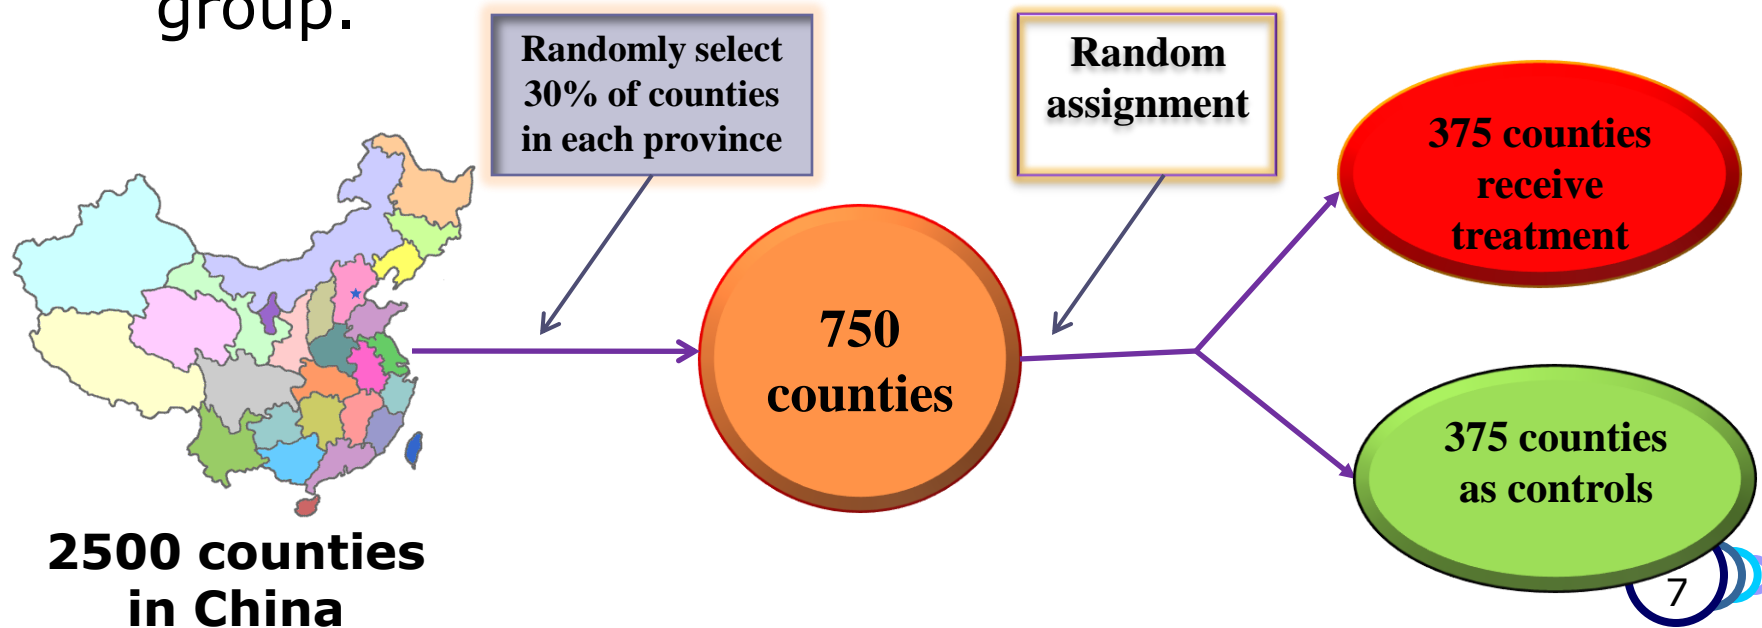 group.
Randomly select
30% of counties
in each province
Random
assignment
375 counties
receive
treatment
750
counties
375 counties
as controls
2500 counties
in China
7